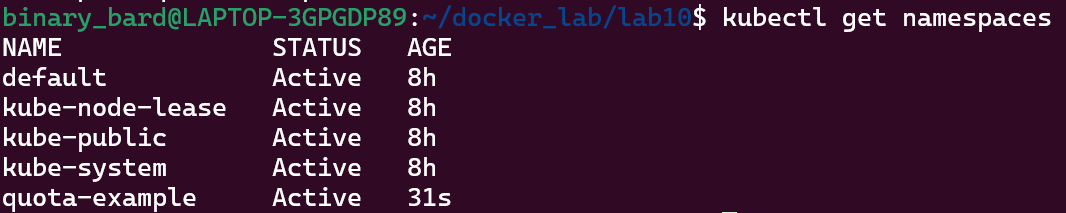 binary_bard@LAPTOP-3GPGDP89:~/docker_lab/lab10$ kubectl get namespaces
NAME              STATUS   AGE
default           Active   8h
kube-node-lease   Active   8h
kube-public       Active   8h
kube-system       Active   8h
quota-example     Active   31s